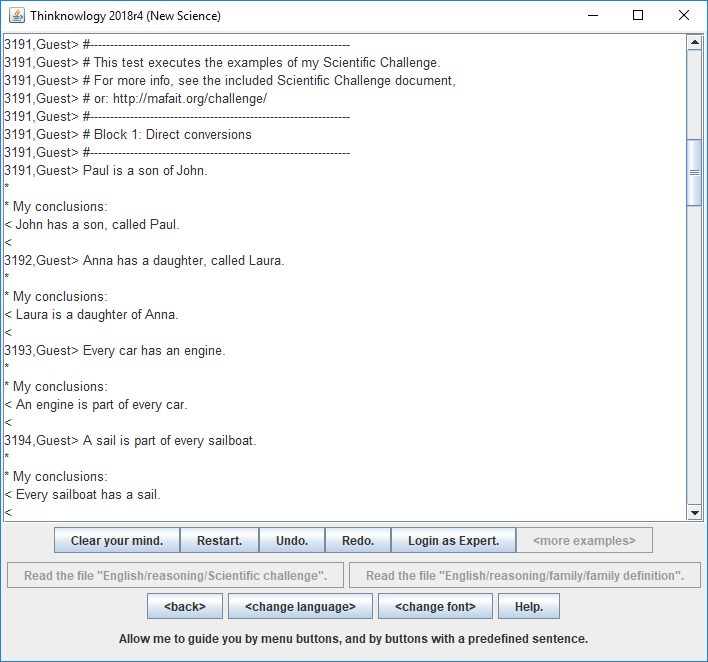 Thinknowlogy 2018r4 (New Science)
3191,Guest> #-----------------------------------------------------------------
3191,Guest> # This test executes the examples of my Scientific Challenge.
3191,Guest> # For more info, see the included Scientific Challenge document,
3191,Guest> # or: http://mafait.org/challenge/
3191,Guest> #-----------------------------------------------------------------
3191,Guest> # Block 1: Direct conversions
3191,Guest> #-----------------------------------------------------------------
3191,Guest> Paul is a son of John.
*
* My conclusions:
< John has a son, called Paul.
<
3192,Guest> Anna has a daughter, called Laura.
*
* My conclusions:
< Laura is a daughter of Anna.
<
3193,Guest> Every car has an engine.
*
* My conclusions:
< An engine is part of every car.
<
3194,Guest> A sail is part of every sailboat.
*
* My conclusions:
< Every sailboat has a sail.
<
Clear your mind. Restart. Undo. Redo. Login as Expert. <more examples>
Read the file "English/reasoning/Scientific challenge". Read the file "English/reasoning/family/family definition".
<back> <change language> <change font> Help.
Allow me to guide you by menu buttons, and by buttons with a predefined sentence.